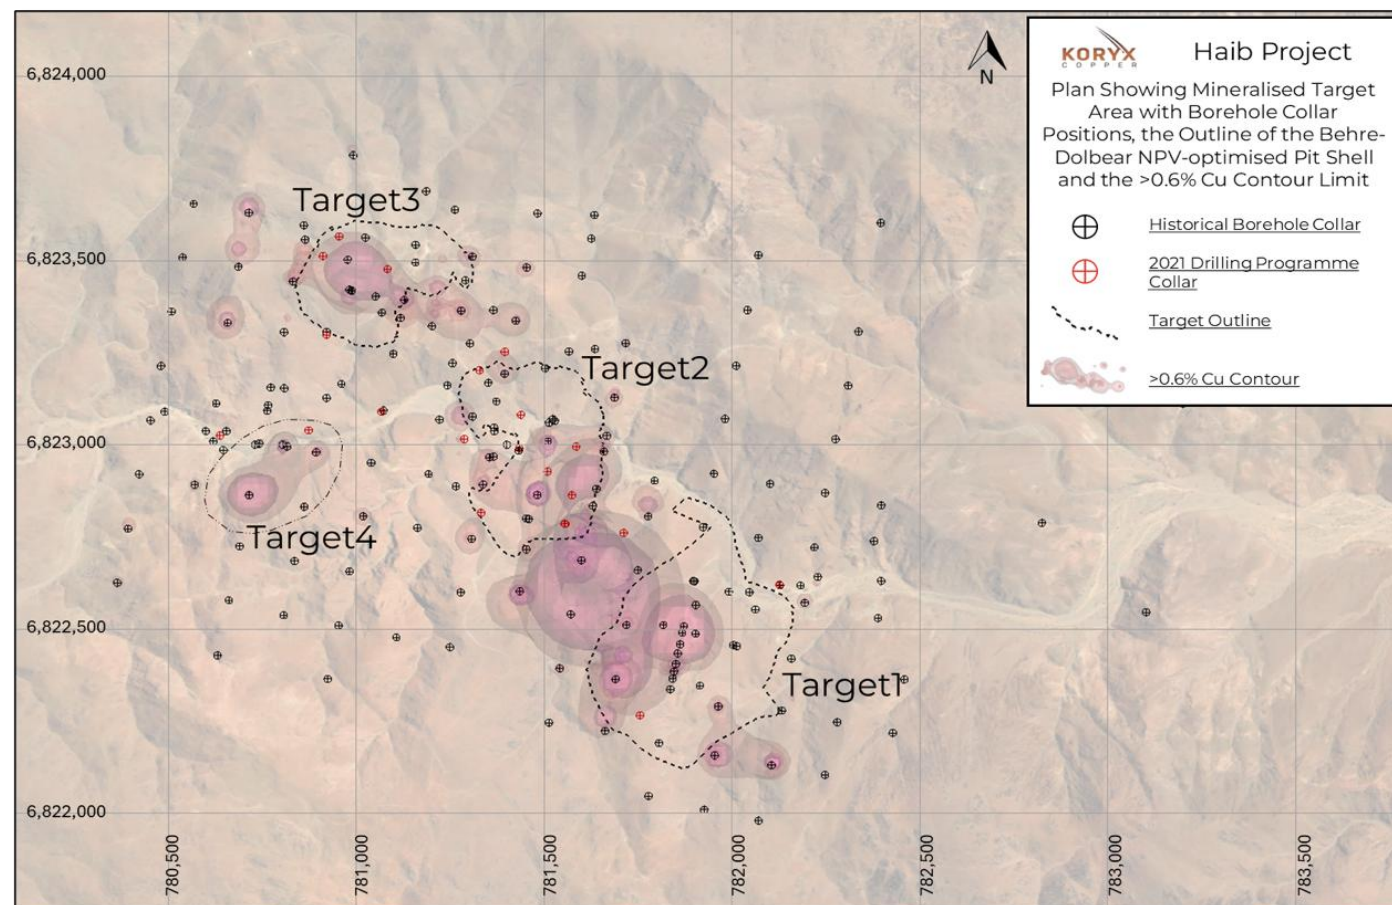 KORYX
COPPER
Haib Project
Plan Showing Mineralised Target
Area with Borehole Collar
Positions, the Outline of the Behre-
Dolbear NPV-optimised Pit Shell
and the >0.6% Cu Contour Limit
Historical Borehole Collar
2021 Drilling Programme
Collar
Target Outline
>0.6% Cu Contour
N
6,824,000
Target3
6,823,500
Target2
6,823,000
Target4
6,822,500
Target1
6,822,000
780,500
781,000
781,500
782,000
782,500
783,000
783,500